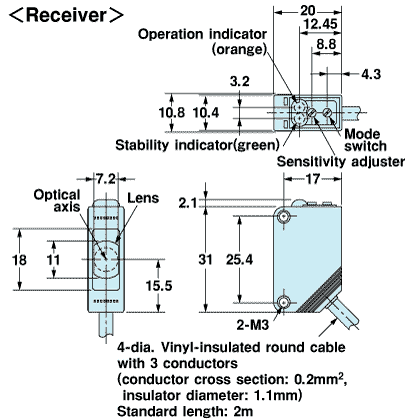 <Receiver>
20
12.45
8.8
4.3
Operation indicator
(orange)
3.2
10.8
10.4
Stability indicator(green)
Mode
switch
Sensitivity adjuster
7.2
Optical
axis
Lens
18
11
15.5
17
2.1
31
25.4
2-M3
4-dia. Vinyl-insulated round cable
with 3 conductors
(conductor cross section: 0.2mm²,
insulator diameter: 1.1mm)
Standard length: 2m